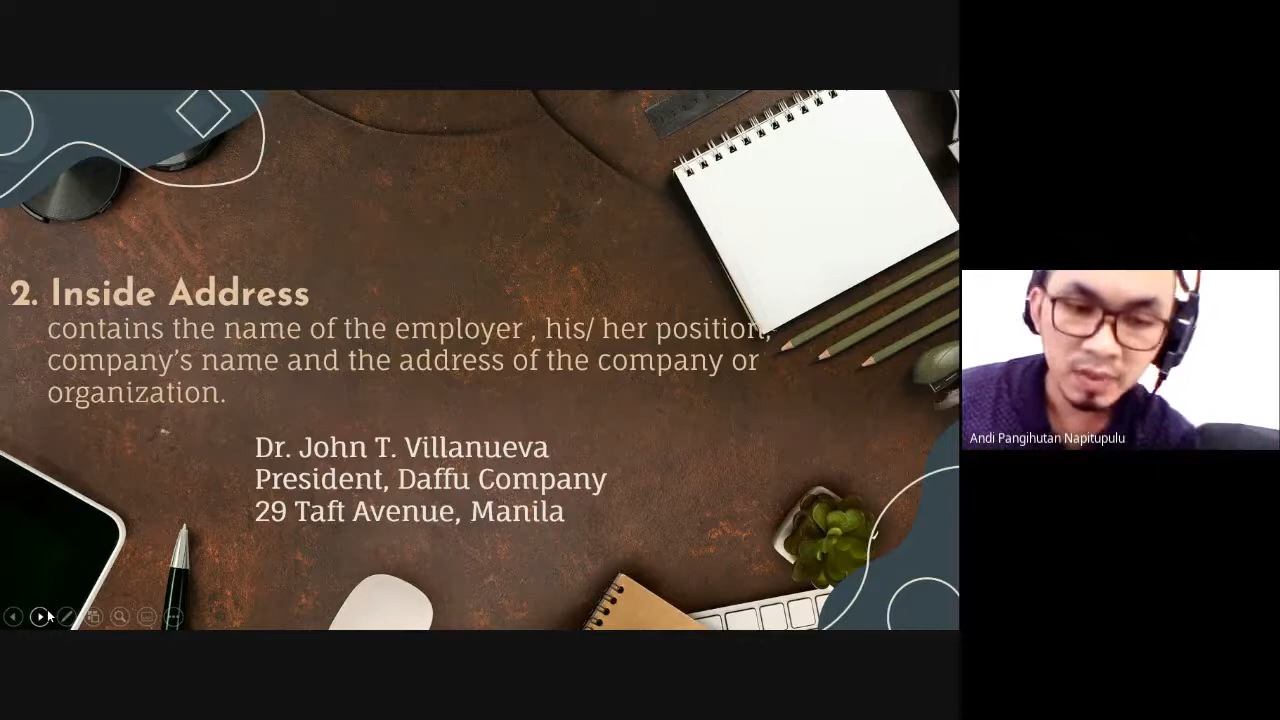 2. Inside Address
contains the name of the employer , his/ her position,
company's name and the address of the company or
organization.
Dr. John T. Villanueva
President, Daffu Company
29 Taft Avenue, Manila
Andi Pangihutan Napitupulu